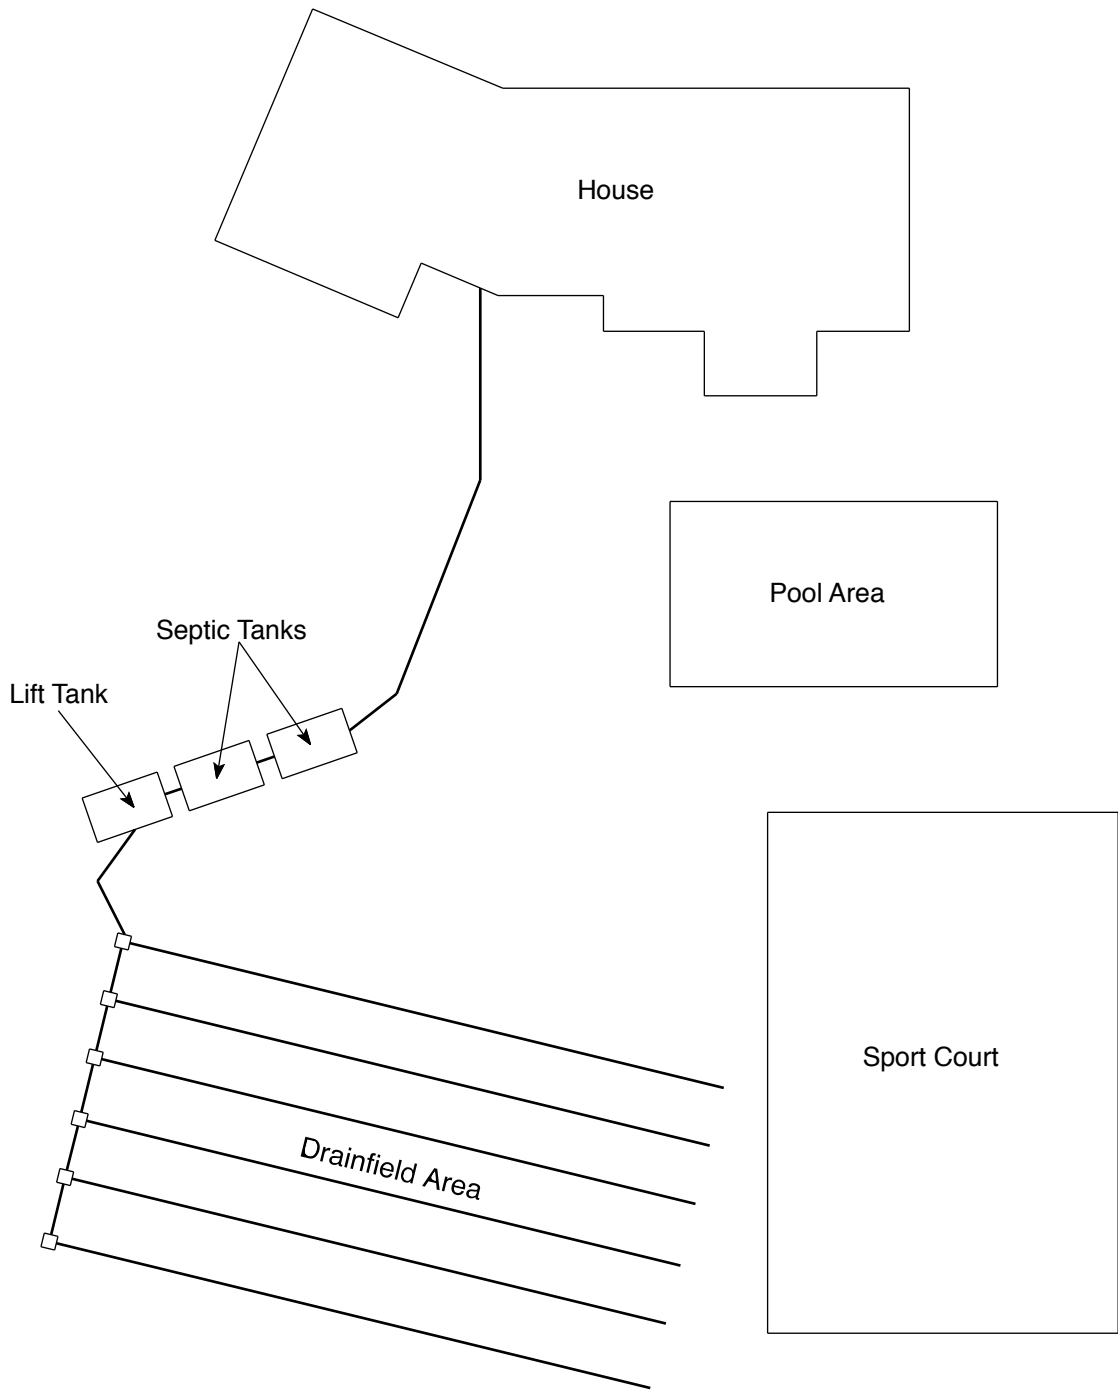 House
Pool Area
Septic Tanks
Lift Tank
Sport Court
Drainfield Area